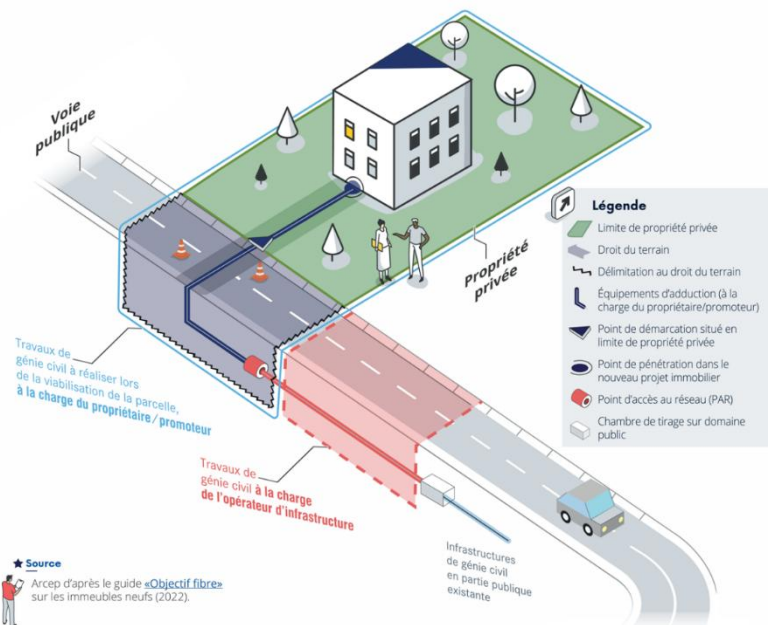 Voie
publique
Propriété
privée
Légende
Limite de propriété privée
Droit du terrain
Délimitation au droit du terrain
Équipements d'adduction (à la
charge du propriétaire/promoteur)
Point de démarcation situé en
limite de propriété privée
Point de pénétration dans le
nouveau projet immobilier
Point d'accès au réseau (PAR)
Chambre de tirage sur domaine
public
Travaux de
génie civil à réaliser lors
de la viabilisation de la parcelle,
à la charge du propriétaire/promoteur
Travaux de
génie civil à la charge
de l'opérateur d'infrastructure
Infrastructures
de génie civil
en partie publique
existante
Source
Arcep d'après le guide «Objectif fibre»
sur les immeubles neufs (2022).